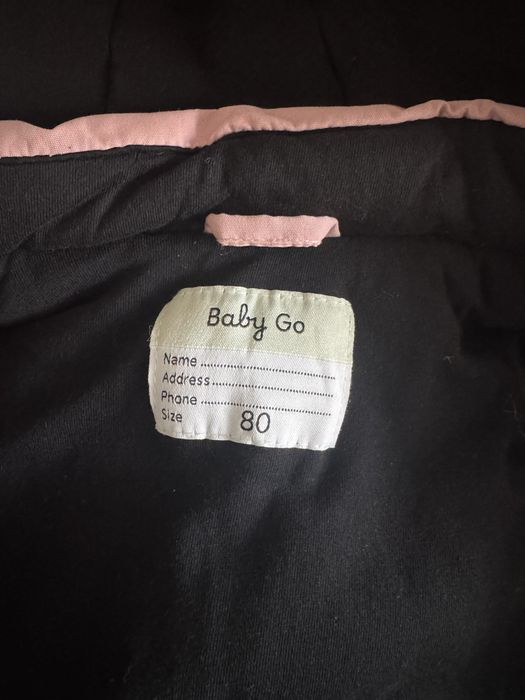 Baby Go
Name ........................................
Address....................................
Phone ........................................
Size 80